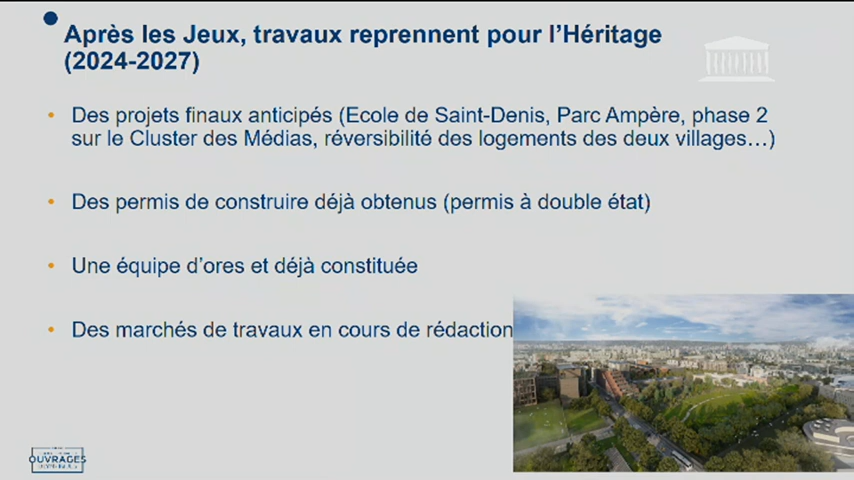 Après les Jeux, travaux reprennent pour l’Héritage
(2024-2027)
• Des projets finaux anticipés (Ecole de Saint-Denis, Parc Ampère, phase 2
sur le Cluster des Médias, réversibilité des logements des deux villages…)
• Des permis de construire déjà obtenus (permis à double état)
• Une équipe d’ores et déjà constituée
• Des marchés de travaux en cours de rédaction
OUVRAGES